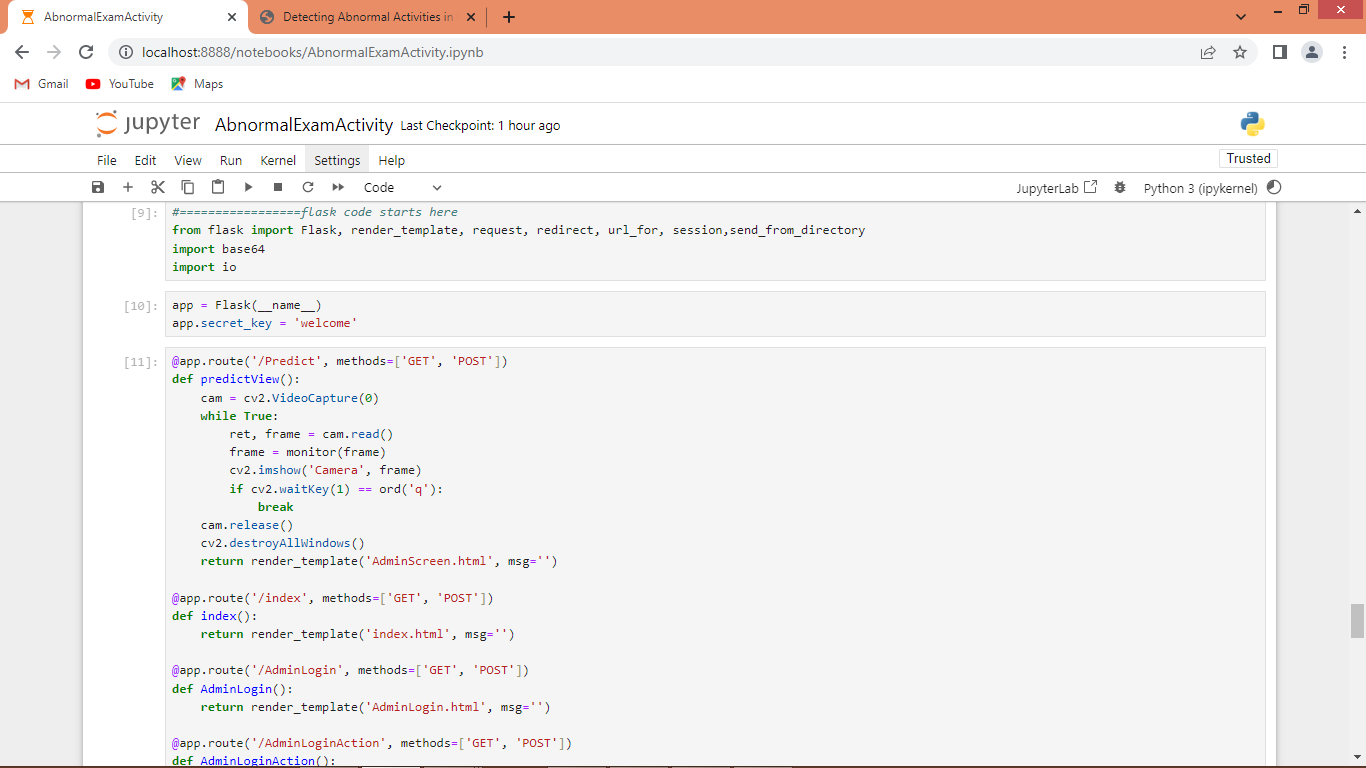 AbnormalExamActivity
Detecting Abnormal Activities in
localhost:8888/notebooks/AbnormalExamActivity.ipynb
Gmail YouTube Maps
jupyter AbnormalExamActivity Last Checkpoint: 1 hour ago
File Edit View Run Kernel Settings Help Trusted
Code JupyterLab Python 3 (ipykernel)
[9]: #=================flask code starts here
from flask import Flask, render_template, request, redirect, url_for, session,send_from_directory
import base64
import io
[10]: app = Flask(__name__)
app.secret_key = 'welcome'
[11]: @app.route('/Predict', methods=['GET', 'POST'])
def predictView():
    cam = cv2.VideoCapture(0)
    while True:
        ret, frame = cam.read()
        frame = monitor(frame)
        cv2.imshow('Camera', frame)
        if cv2.waitKey(1) == ord('q'):
            break
    cam.release()
    cv2.destroyAllWindows()
    return render_template('AdminScreen.html', msg='')
@app.route('/index', methods=['GET', 'POST'])
def index():
    return render_template('index.html', msg='')
@app.route('/AdminLogin', methods=['GET', 'POST'])
def AdminLogin():
    return render_template('AdminLogin.html', msg='')
@app.route('/AdminLoginAction', methods=['GET', 'POST'])
def AdminLoginAction():